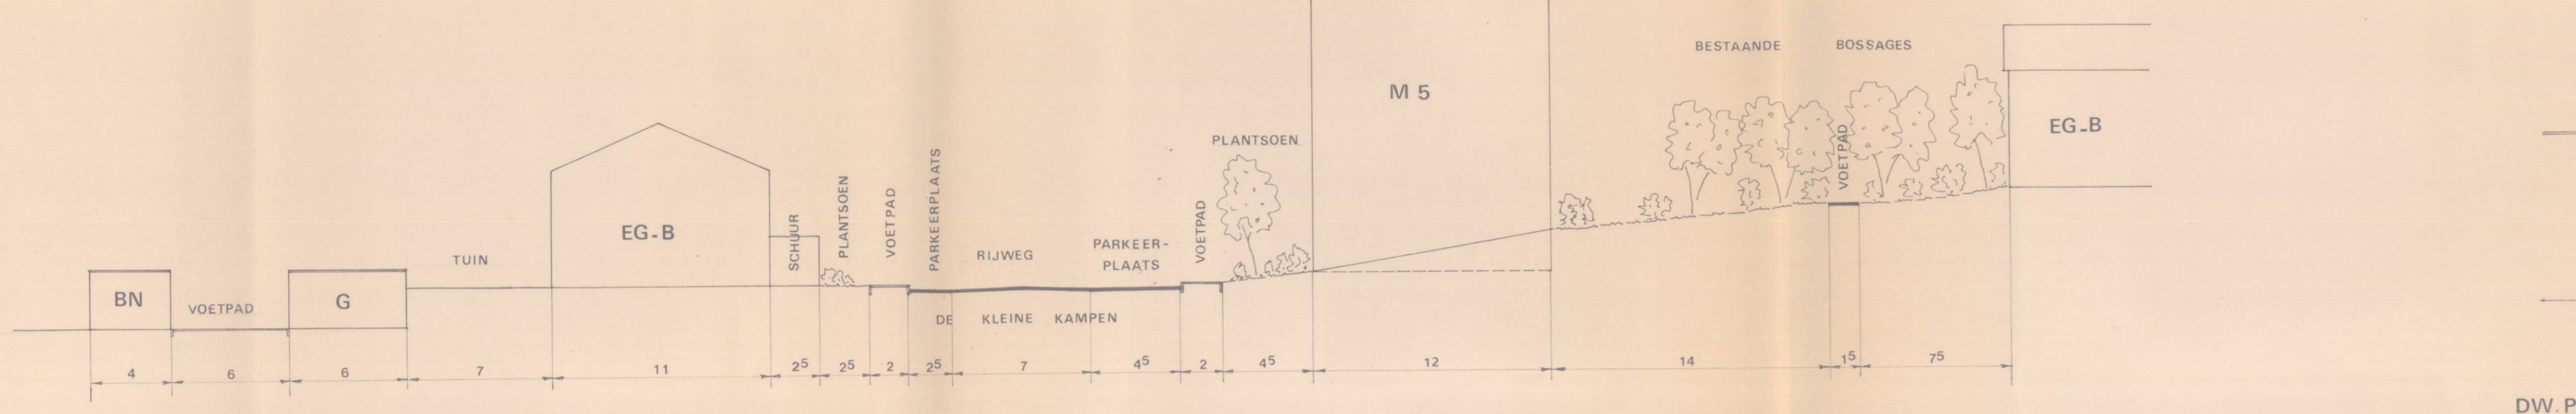 BESTAANDE BOSSAGES
M 5
EG-B
PLANTSOEN
VOETPAD
EG-B
SCHUUR
PLANTSOEN
VOETPAD
PARKEERPLAATS
RIJWEG
PARKEER-
PLAATS
VOETPAD
TUIN
BN
VOETPAD
G
DE KLEINE KAMPEN
4 6 6 7 11 2⁵ 2⁵ 2 2⁵ 7 4⁵ 2 4⁵ 12 14 1⁵ 7⁵
DW. P